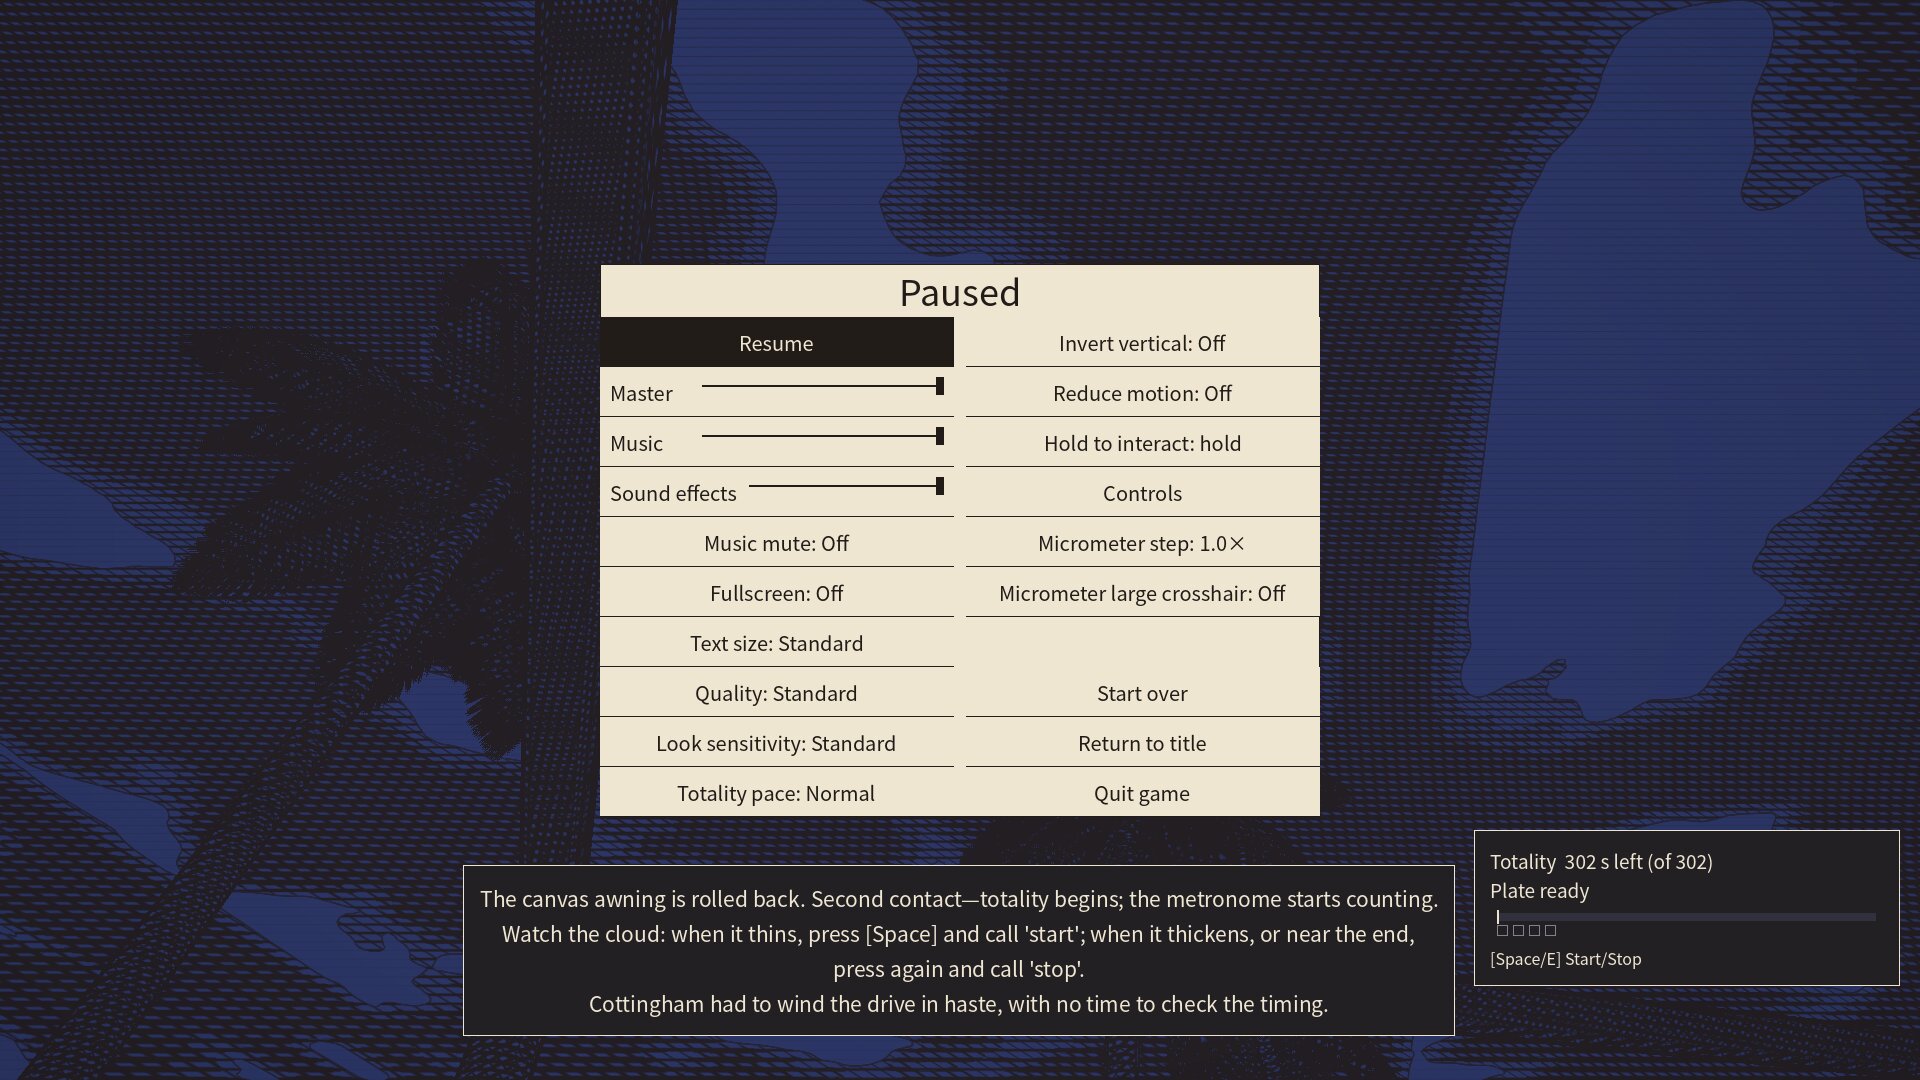 Paused
Resume
Master
Music
Sound effects
Music mute: Off
Fullscreen: Off
Text size: Standard
Quality: Standard
Look sensitivity: Standard
Totality pace: Normal
Invert vertical: Off
Reduce motion: Off
Hold to interact: hold
Controls
Micrometer step: 1.0×
Micrometer large crosshair: Off
Start over
Return to title
Quit game
The canvas awning is rolled back. Second contact—totality begins; the metronome starts counting.
Watch the cloud: when it thins, press [Space] and call 'start'; when it thickens, or near the end,
press again and call 'stop'.
Cottingham had to wind the drive in haste, with no time to check the timing.
Totality 302 s left (of 302)
Plate ready
[Space/E] Start/Stop